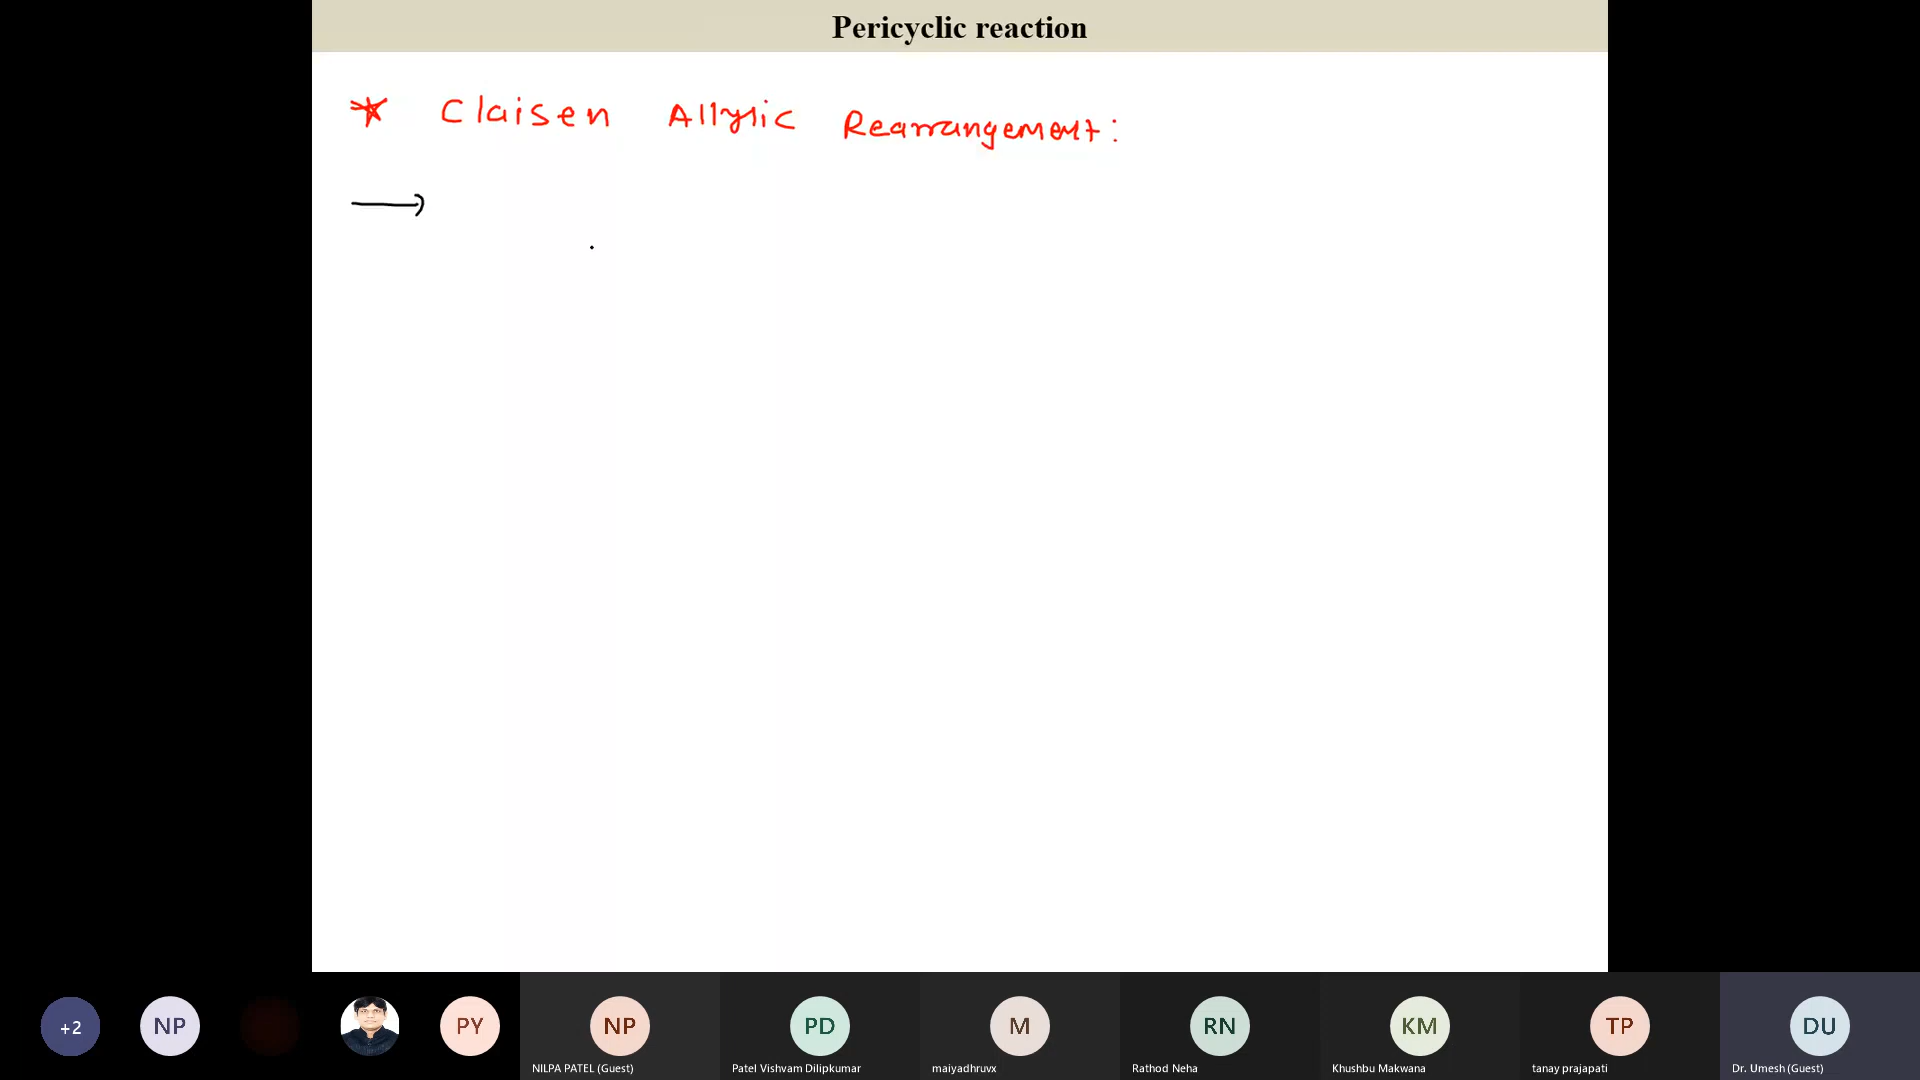 Pericyclic reaction
* Claisen Allylic Rearrangement:
+2
NP
PY
NP
PD
M
RN
KM
TP
DU
NILPA PATEL (Guest)
Patel Vishvam Dilipkumar
maiyadhruvx
Rathod Neha
Khushbu Makwana
tanay prajapati
Dr. Umesh (Guest)